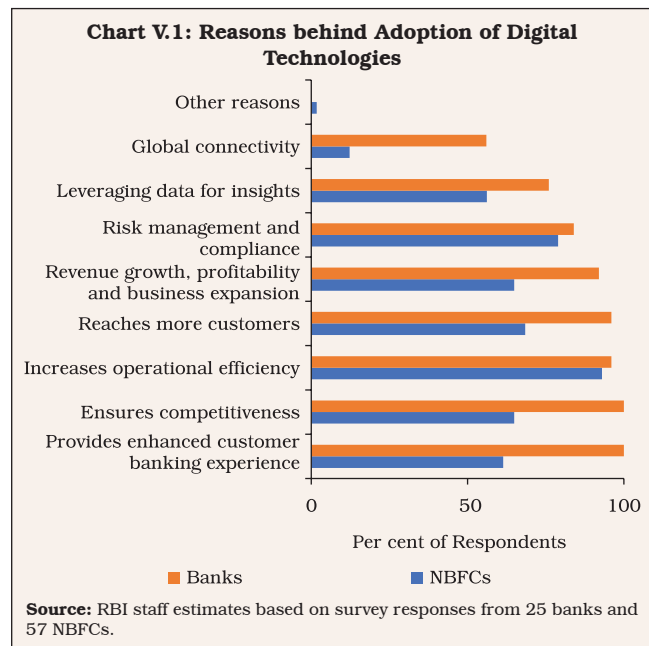 Chart V.1: Reasons behind Adoption of Digital
Technologies
Other reasons
Global connectivity
Leveraging data for insights
Risk management and
compliance
Revenue growth, profitability
and business expansion
Reaches more customers
Increases operational efficiency
Ensures competitiveness
Provides enhanced customer
banking experience
0 50 100
Per cent of Respondents
Banks NBFCs
Source: RBI staff estimates based on survey responses from 25 banks and
57 NBFCs.